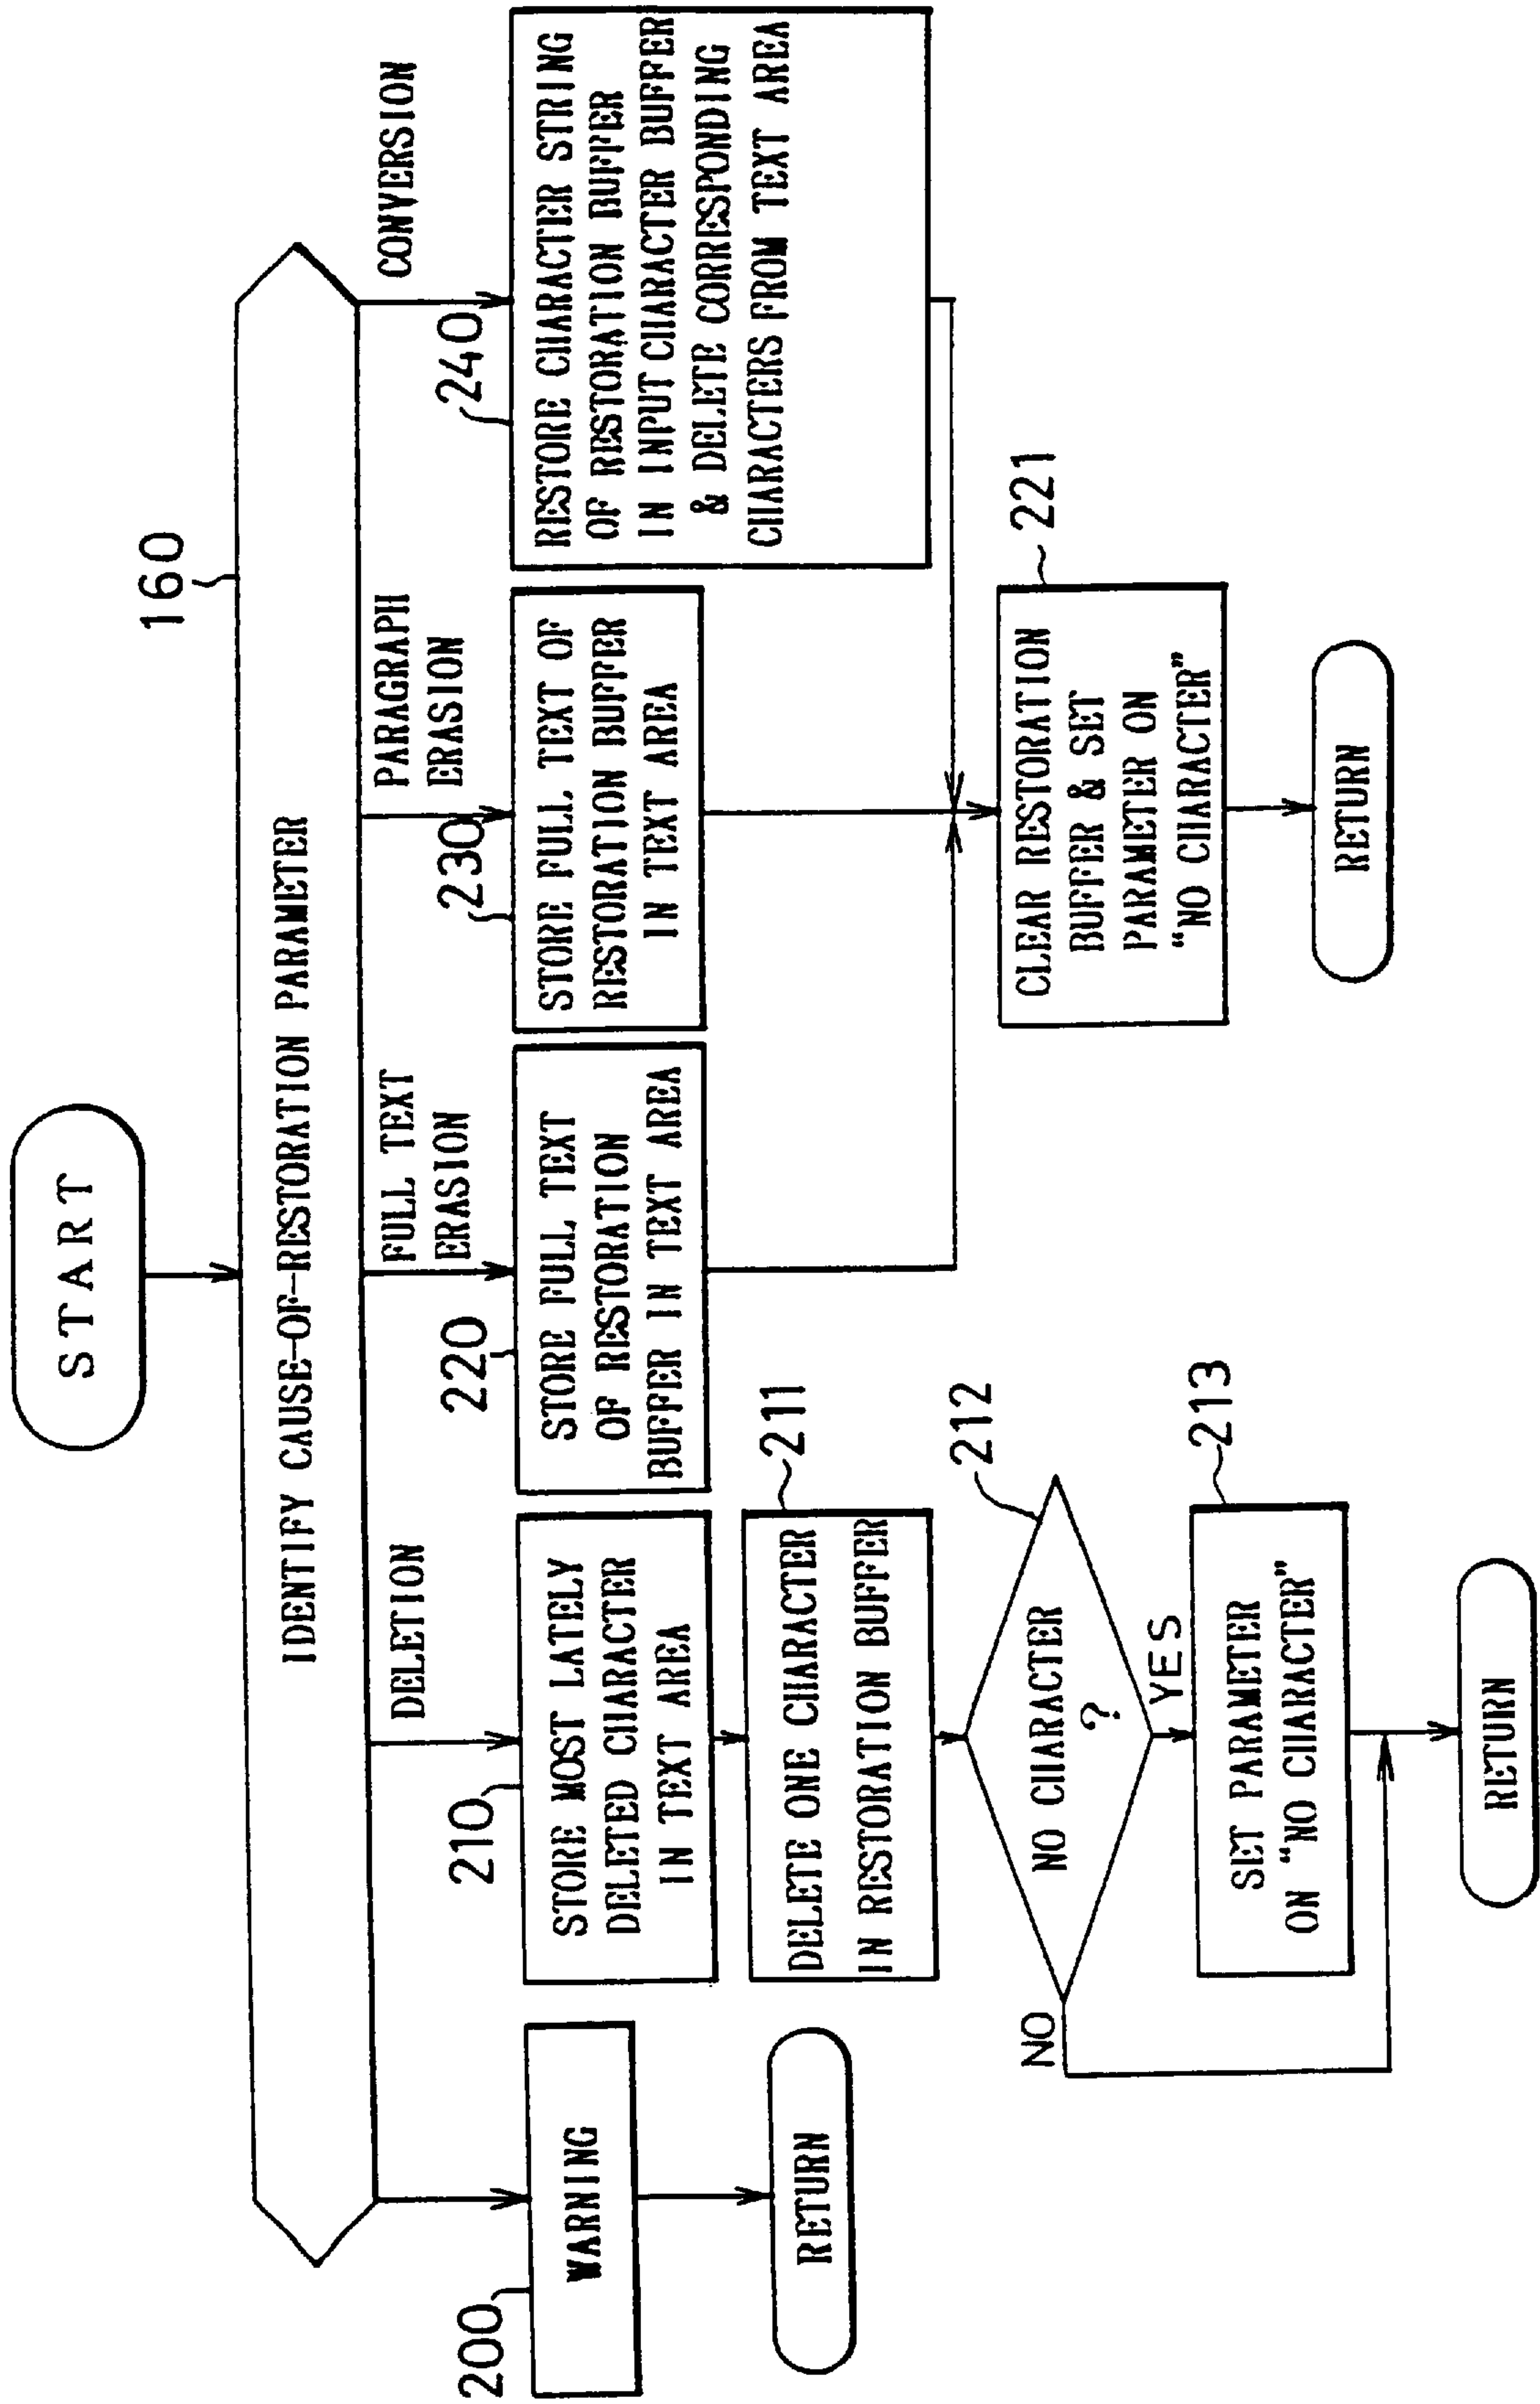 START
160
IDENTIFY CAUSE-OF-RESTORATION PARAMETER
DELETION
FULL TEXT
ERASION
PARAGRAPH
ERASION
CONVERSION
200
WARNING
RETURN
210
STORE MOST LATELY
DELETED CHARACTER
IN TEXT AREA
211
DELETE ONE CHARACTER
IN RESTORATION BUFFER
212
NO CHARACTER
?
NO
YES
213
SET PARAMETER
ON "NO CHARACTER"
RETURN
220
STORE FULL TEXT
OF RESTORATION
BUFFER IN TEXT AREA
230
STORE FULL TEXT OF
RESTORATION BUFFER
IN TEXT AREA
240
RESTORE CHARACTER STRING
OF RESTORATION BUFFER
IN INPUT CHARACTER BUFFER
& DELETE CORRESPONDING
CHARACTERS FROM TEXT AREA
221
CLEAR RESTORATION
BUFFER & SET
PARAMETER ON
"NO CHARACTER"
RETURN